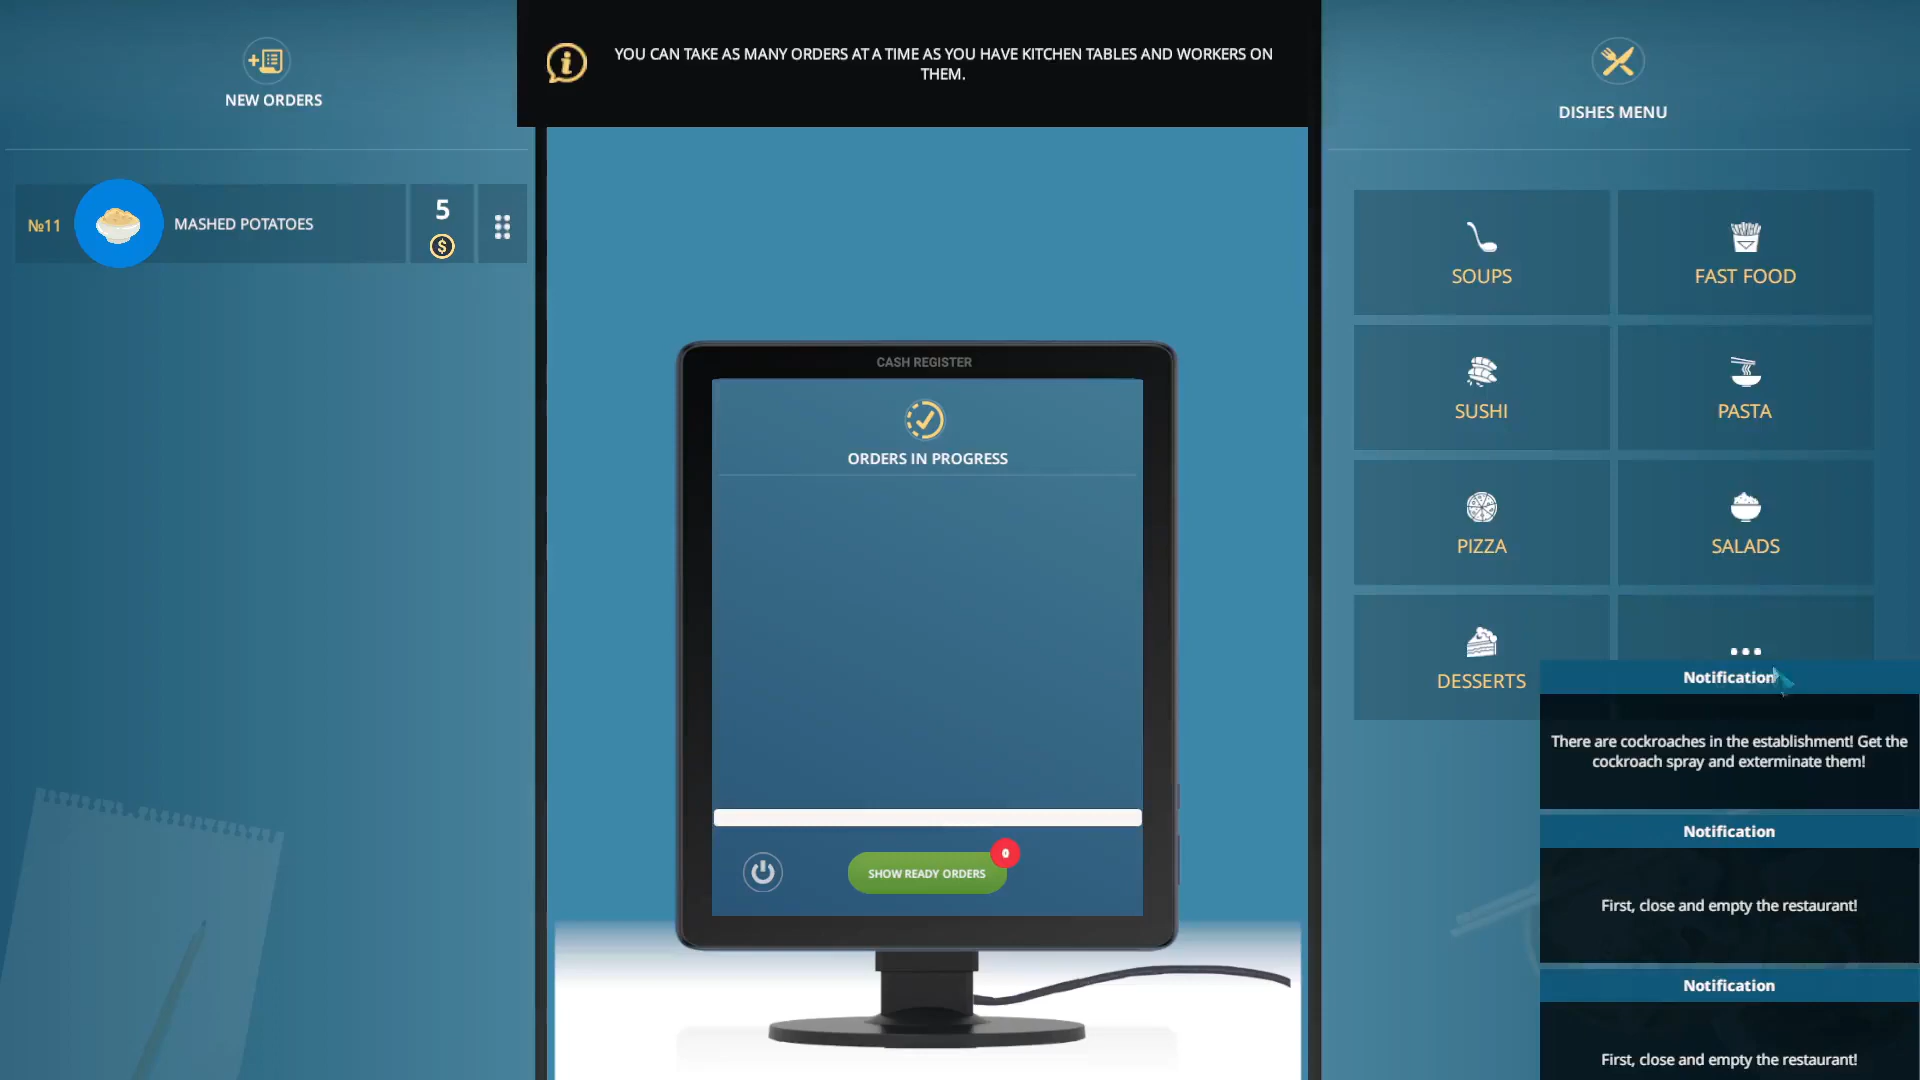 NEW ORDERS
YOU CAN TAKE AS MANY ORDERS AT A TIME AS YOU HAVE KITCHEN TABLES AND WORKERS ON
THEM.
DISHES MENU
№11
MASHED POTATOES
5
SOUPS
FAST FOOD
SUSHI
PASTA
PIZZA
SALADS
DESSERTS
CASH REGISTER
ORDERS IN PROGRESS
0
SHOW READY ORDERS
Notification
There are cockroaches in the establishment! Get the
cockroach spray and exterminate them!
Notification
First, close and empty the restaurant!
Notification
First, close and empty the restaurant!